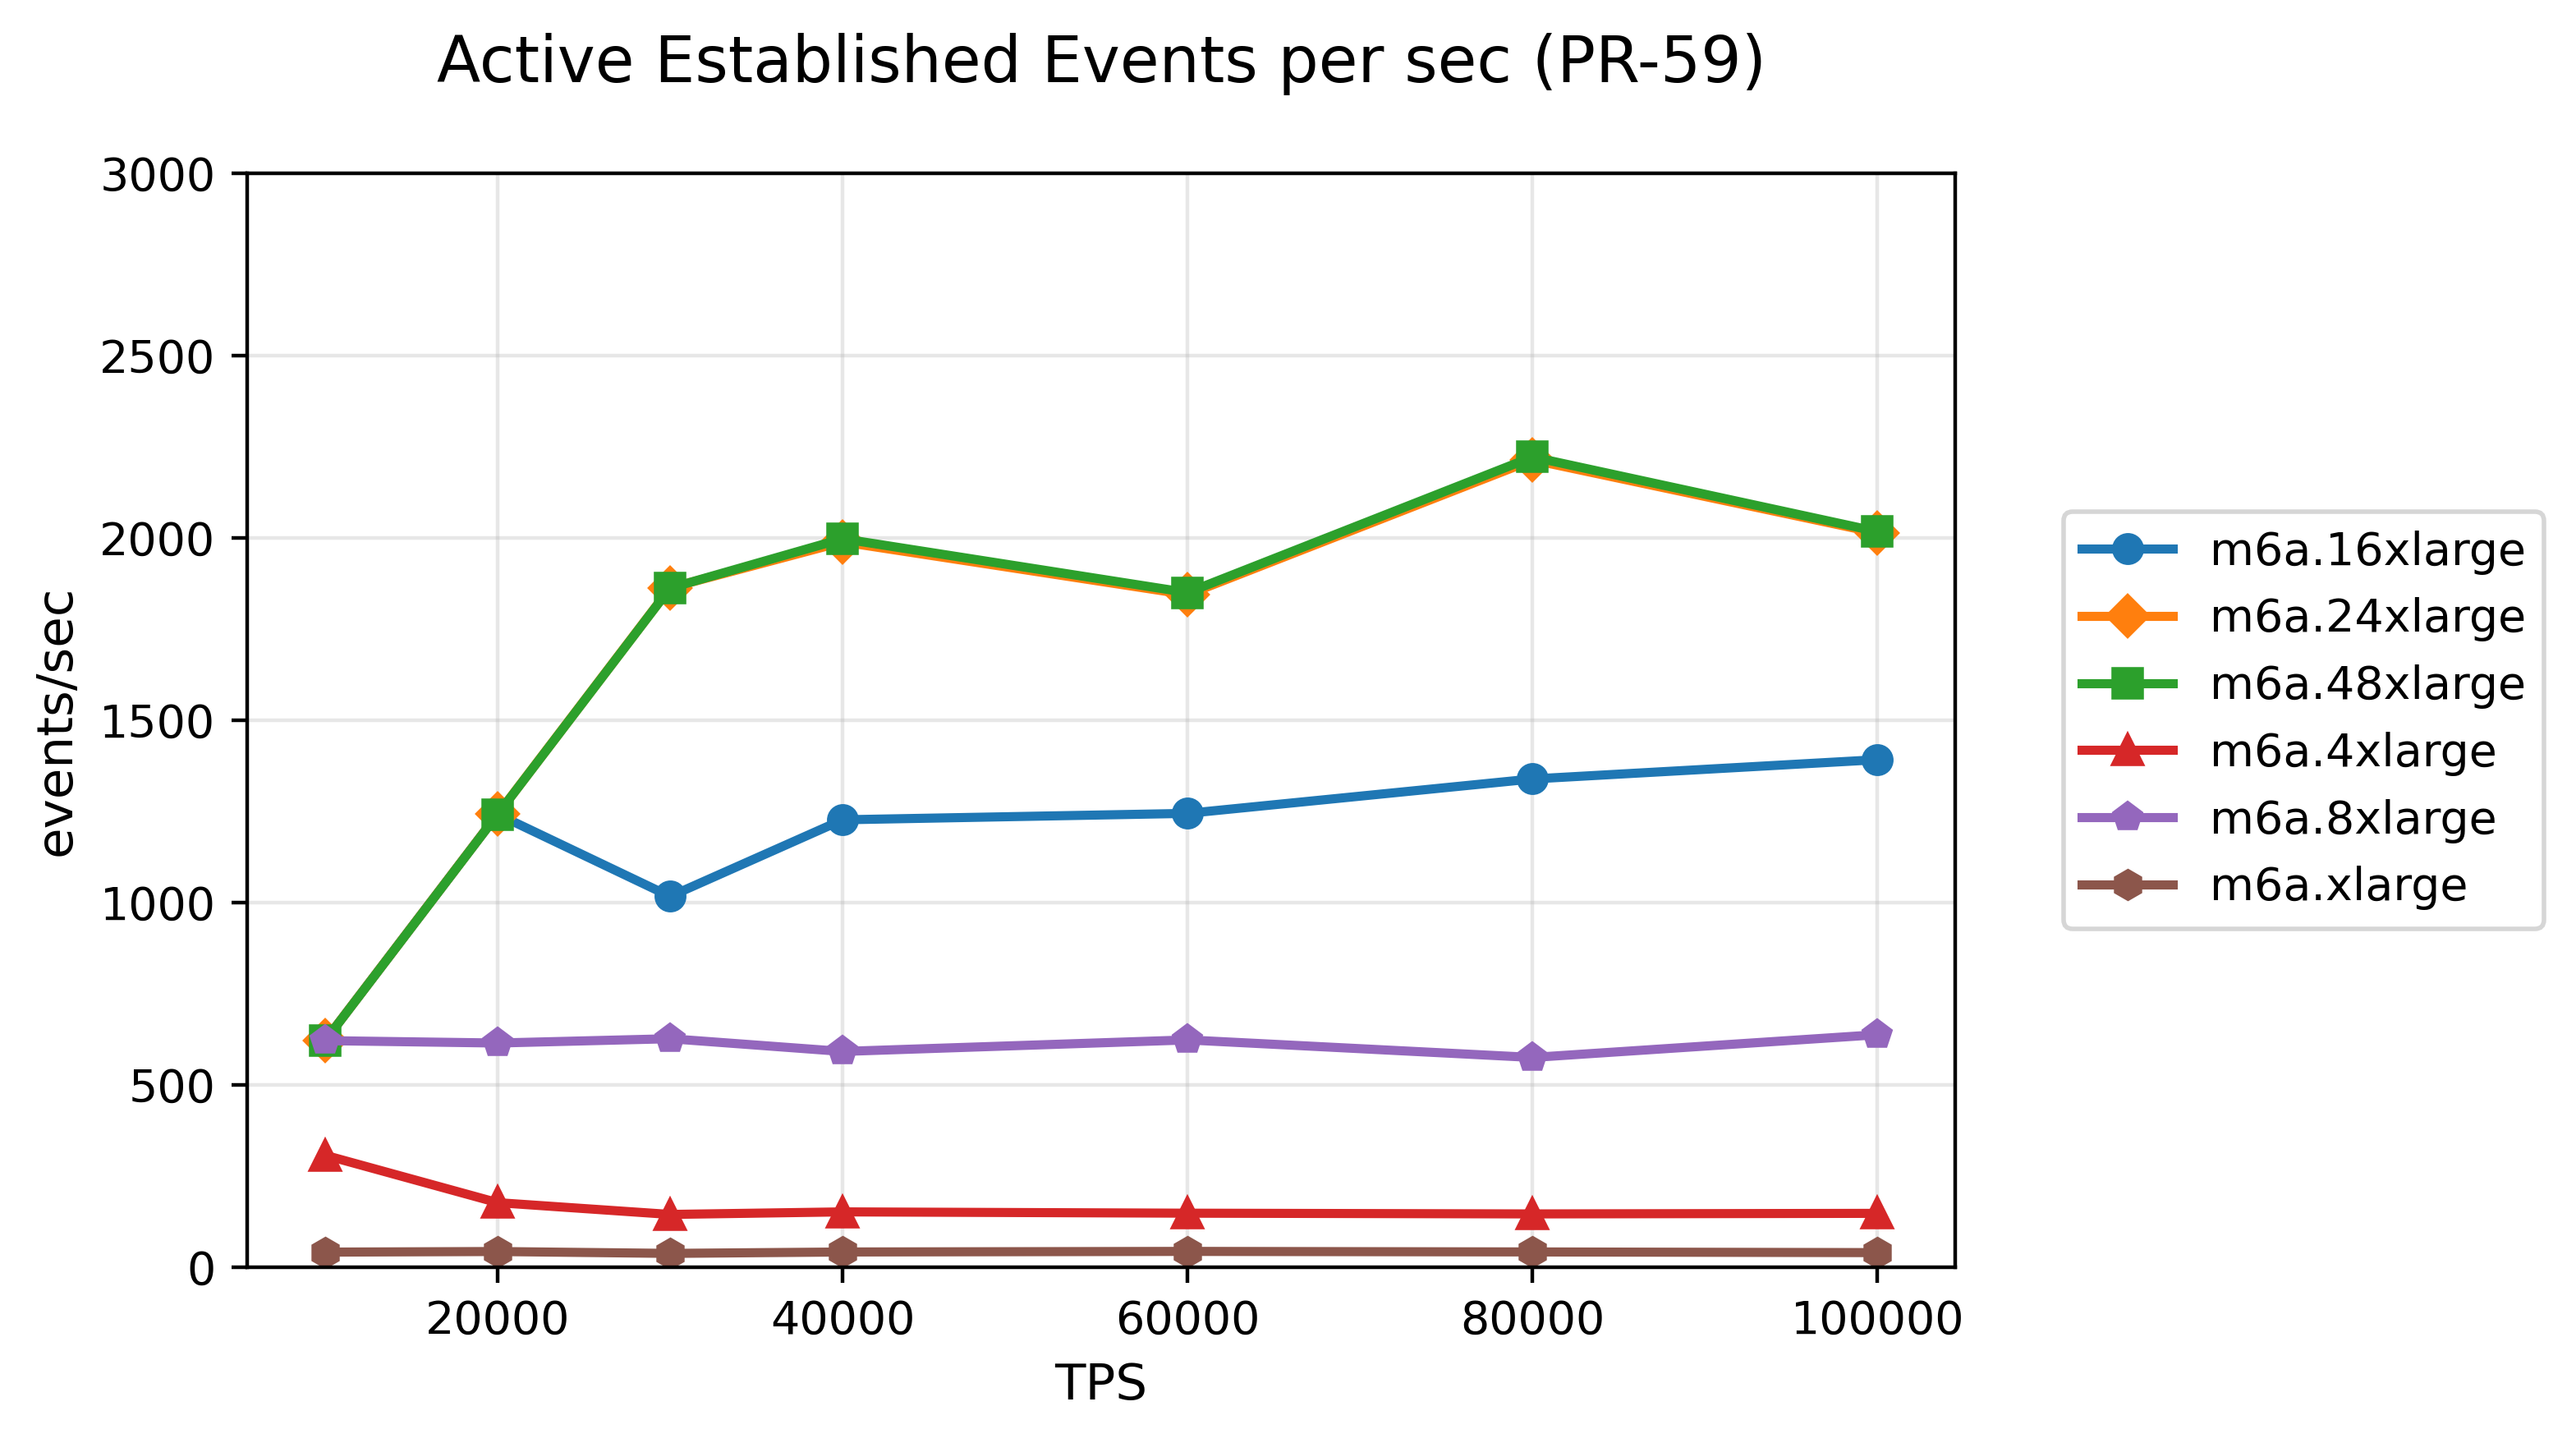 Active Established Events per sec (PR-59)
3000
2500
2000
1500
1000
500
0
events/sec
20000 40000 60000 80000 100000
TPS
m6a.16xlarge
m6a.24xlarge
m6a.48xlarge
m6a.4xlarge
m6a.8xlarge
m6a.xlarge